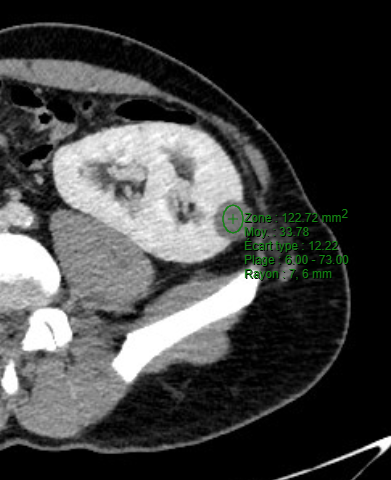 Zone : 122.72 mm2
Moy. : 33.78
Ecart type : 12.22
Plage : 6.00 - 73.00
Rayon : 7, 6 mm